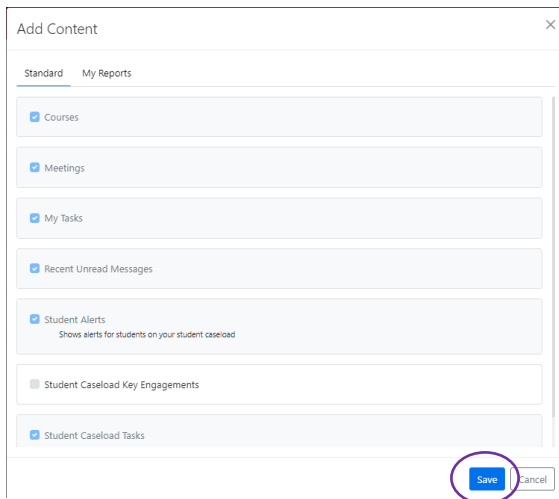 Add Content
Standard My Reports
Courses
Meetings
My Tasks
Recent Unread Messages
Student Alerts
Shows alerts for students on your student caseload
Student Caseload Key Engagements
Student Caseload Tasks
Save Cancel